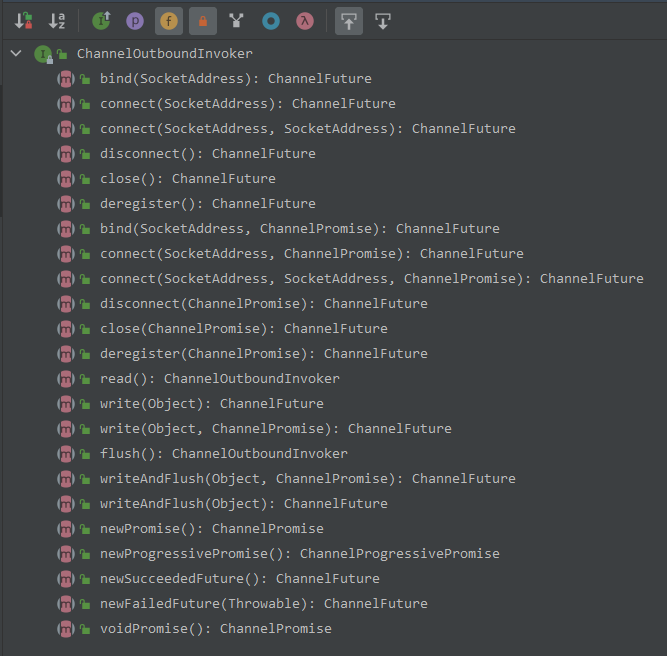 ChannelOutboundInvoker
bind(SocketAddress): ChannelFuture
connect(SocketAddress): ChannelFuture
connect(SocketAddress, SocketAddress): ChannelFuture
disconnect(): ChannelFuture
close(): ChannelFuture
deregister(): ChannelFuture
bind(SocketAddress, ChannelPromise): ChannelFuture
connect(SocketAddress, ChannelPromise): ChannelFuture
connect(SocketAddress, SocketAddress, ChannelPromise): ChannelFuture
disconnect(ChannelPromise): ChannelFuture
close(ChannelPromise): ChannelFuture
deregister(ChannelPromise): ChannelFuture
read(): ChannelOutboundInvoker
write(Object): ChannelFuture
write(Object, ChannelPromise): ChannelFuture
flush(): ChannelOutboundInvoker
writeAndFlush(Object, ChannelPromise): ChannelFuture
writeAndFlush(Object): ChannelFuture
newPromise(): ChannelPromise
newProgressivePromise(): ChannelProgressivePromise
newSucceededFuture(): ChannelFuture
newFailedFuture(Throwable): ChannelFuture
voidPromise(): ChannelPromise